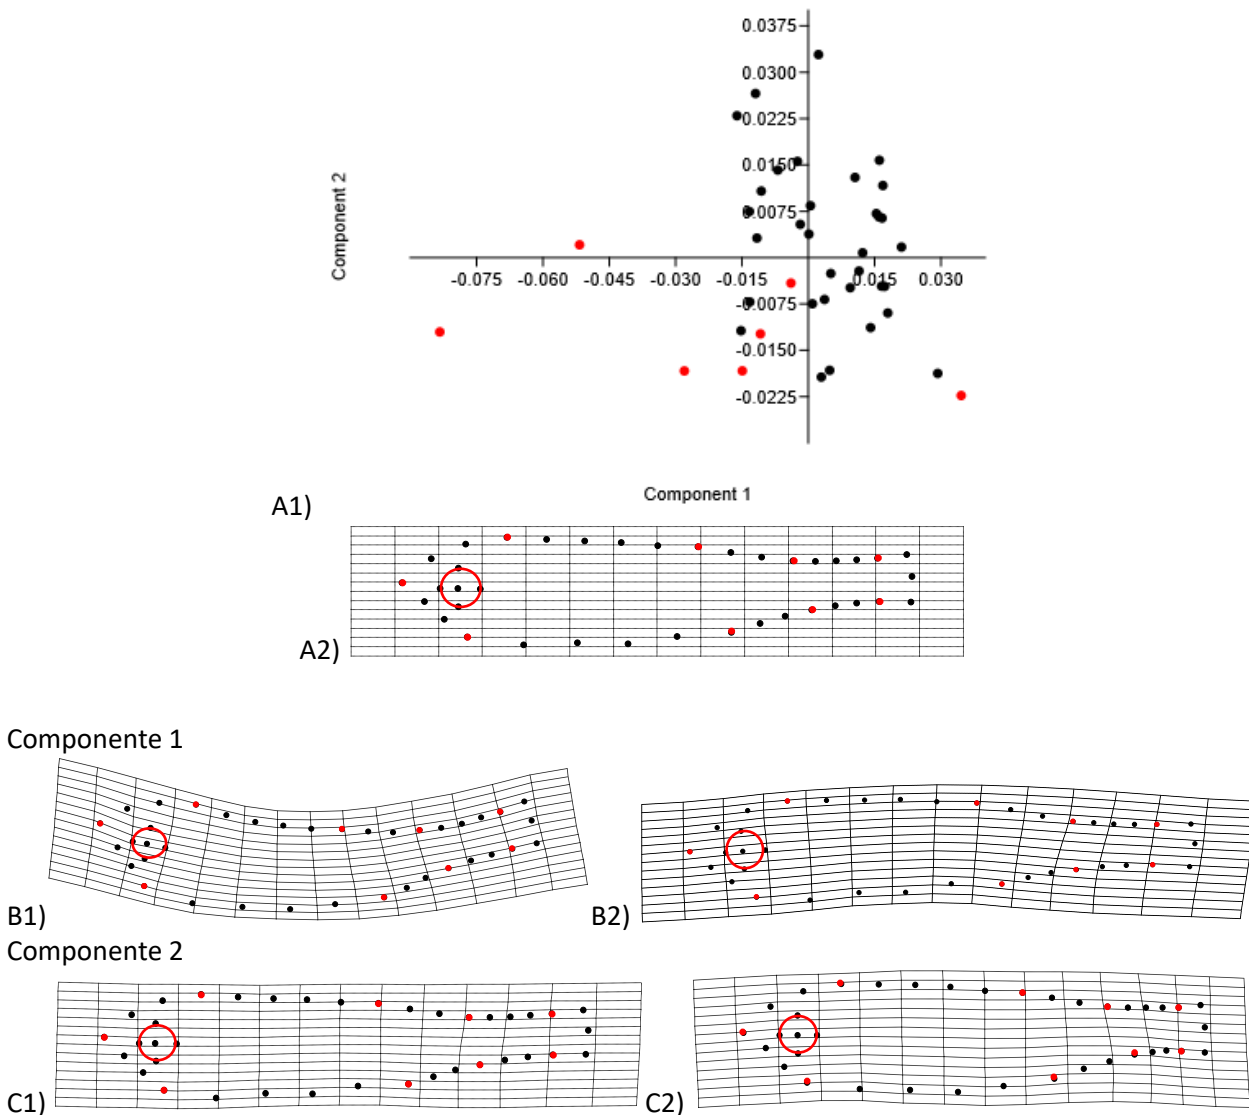 0.0375
0.0300
0.0225
0.0150
0.0075
Component 2
-0.075 -0.060 -0.045 -0.030 -0.015 0.015 0.030
-0.0075
-0.0150
-0.0225
Component 1
A1)
A2)
Componente 1
B1) B2)
Componente 2
C1) C2)